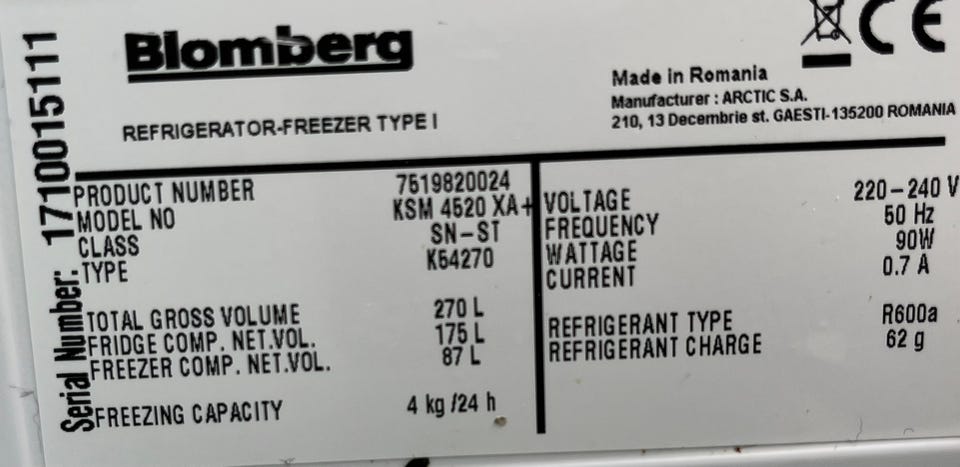 Blomberg
REFRIGERATOR-FREEZER TYPE I
CE
Made in Romania
Manufacturer : ARCTIC S.A.
210, 13 Decembrie st. GAESTI-135200 ROMANIA
Serial Number: 1710015111
PRODUCT NUMBER 7519820024
MODEL NO KSM 4520 XA+
CLASS SN-ST
TYPE K54270
TOTAL GROSS VOLUME 270 L
FRIDGE COMP. NET.VOL. 175 L
FREEZER COMP. NET.VOL. 87 L
FREEZING CAPACITY 4 kg /24 h
VOLTAGE 220-240 V
FREQUENCY 50 Hz
WATTAGE 90W
CURRENT 0.7 A
REFRIGERANT TYPE R600a
REFRIGERANT CHARGE 62 g